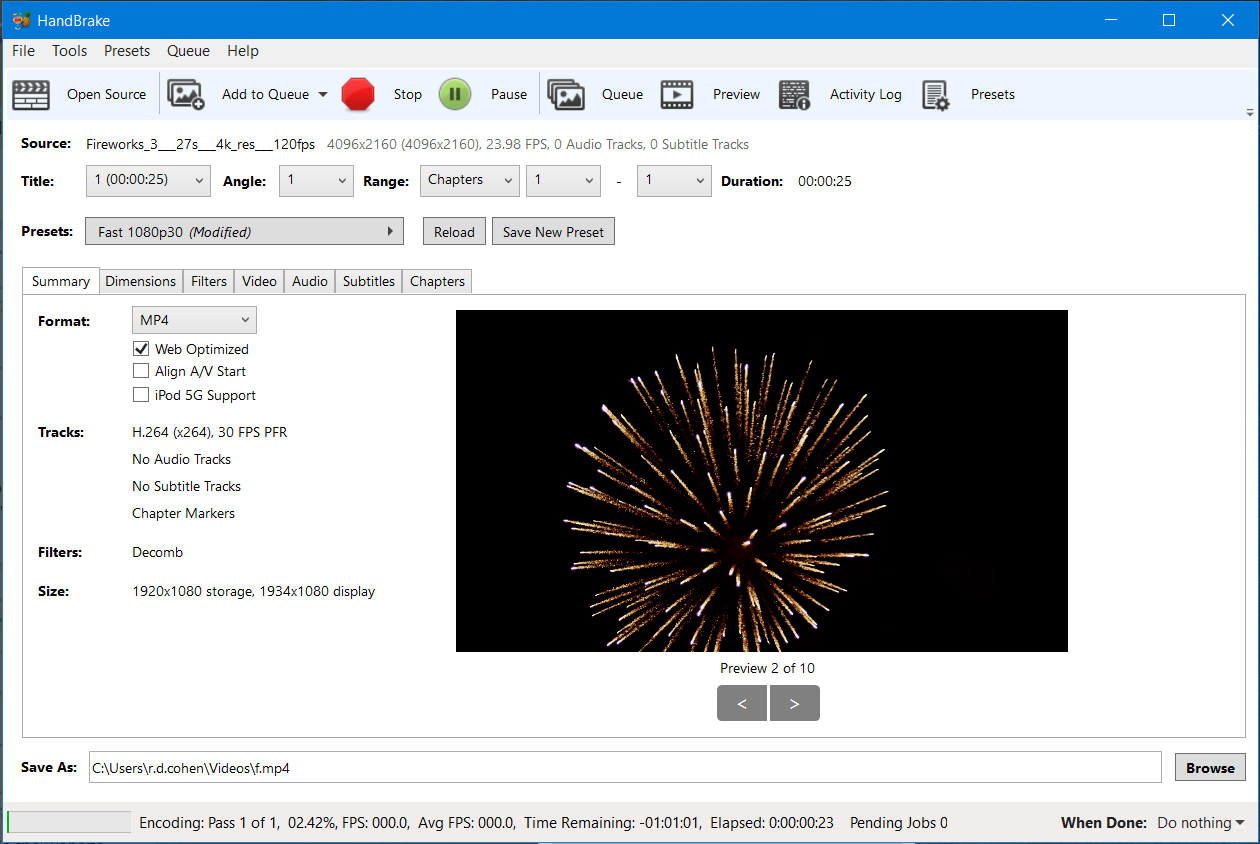 HandBrake
File Tools Presets Queue Help
Open Source Add to Queue Stop Pause Queue Preview Activity Log Presets
Source: Fireworks_3___27s___4k_res___120fps 4096x2160 (4096x2160), 23.98 FPS, 0 Audio Tracks, 0 Subtitle Tracks
Title: 1 (00:00:25) Angle: 1 Range: Chapters 1 - 1 Duration: 00:00:25
Presets: Fast 1080p30 (Modified) Reload Save New Preset
Summary Dimensions Filters Video Audio Subtitles Chapters
Format: MP4
Web Optimized
Align A/V Start
iPod 5G Support
Tracks: H.264 (x264), 30 FPS PFR
No Audio Tracks
No Subtitle Tracks
Chapter Markers
Filters: Decomb
Size: 1920x1080 storage, 1934x1080 display
Preview 2 of 10
< >
Save As: C:\Users\r.d.cohen\Videos\f.mp4 Browse
Encoding: Pass 1 of 1, 02.42%, FPS: 000.0, Avg FPS: 000.0, Time Remaining: -01:01:01, Elapsed: 0:00:00:23 Pending Jobs 0 When Done: Do nothing